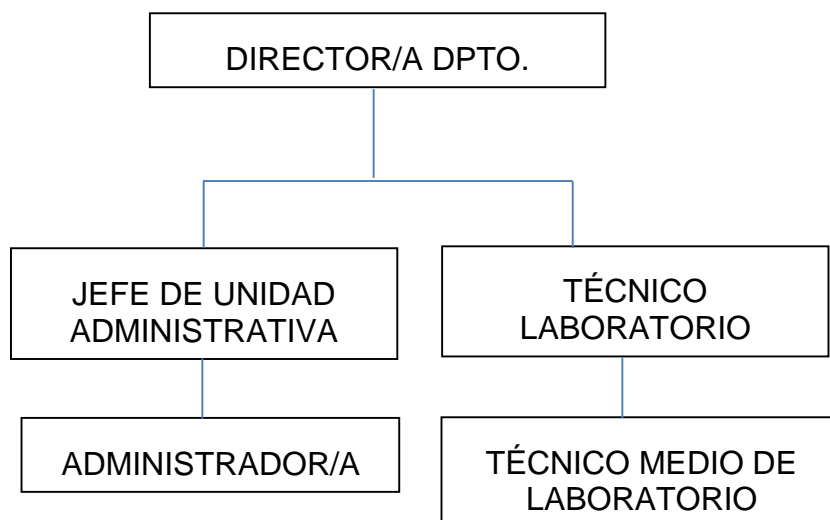 DIRECTOR/A DPTO.
JEFE DE UNIDAD
ADMINISTRATIVA
TÉCNICO
LABORATORIO
ADMINISTRADOR/A
TÉCNICO MEDIO DE
LABORATORIO